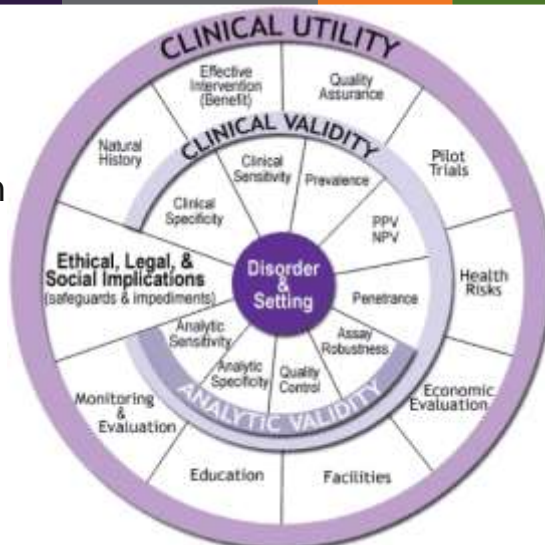 CLINICAL UTILITY
Effective
Intervention
(Benefit)
Quality
Assurance
Natural
History
CLINICAL VALIDITY
Pilot
Trials
Clinical
Sensitivity
Prevalence
Clinical
Specificity
PPV
NPV
n
Ethical, Legal, &
Social Implications
(safeguards & impediments)
Disorder
&
Setting
Penetrance
Health
Risks
Analytic
Sensitivity
Assay
Robustness
Analytic
Specificity
Quality
Control
ANALYTIC VALIDITY
Monitoring
&
Evaluation
Economic
Evaluation
Education
Facilities